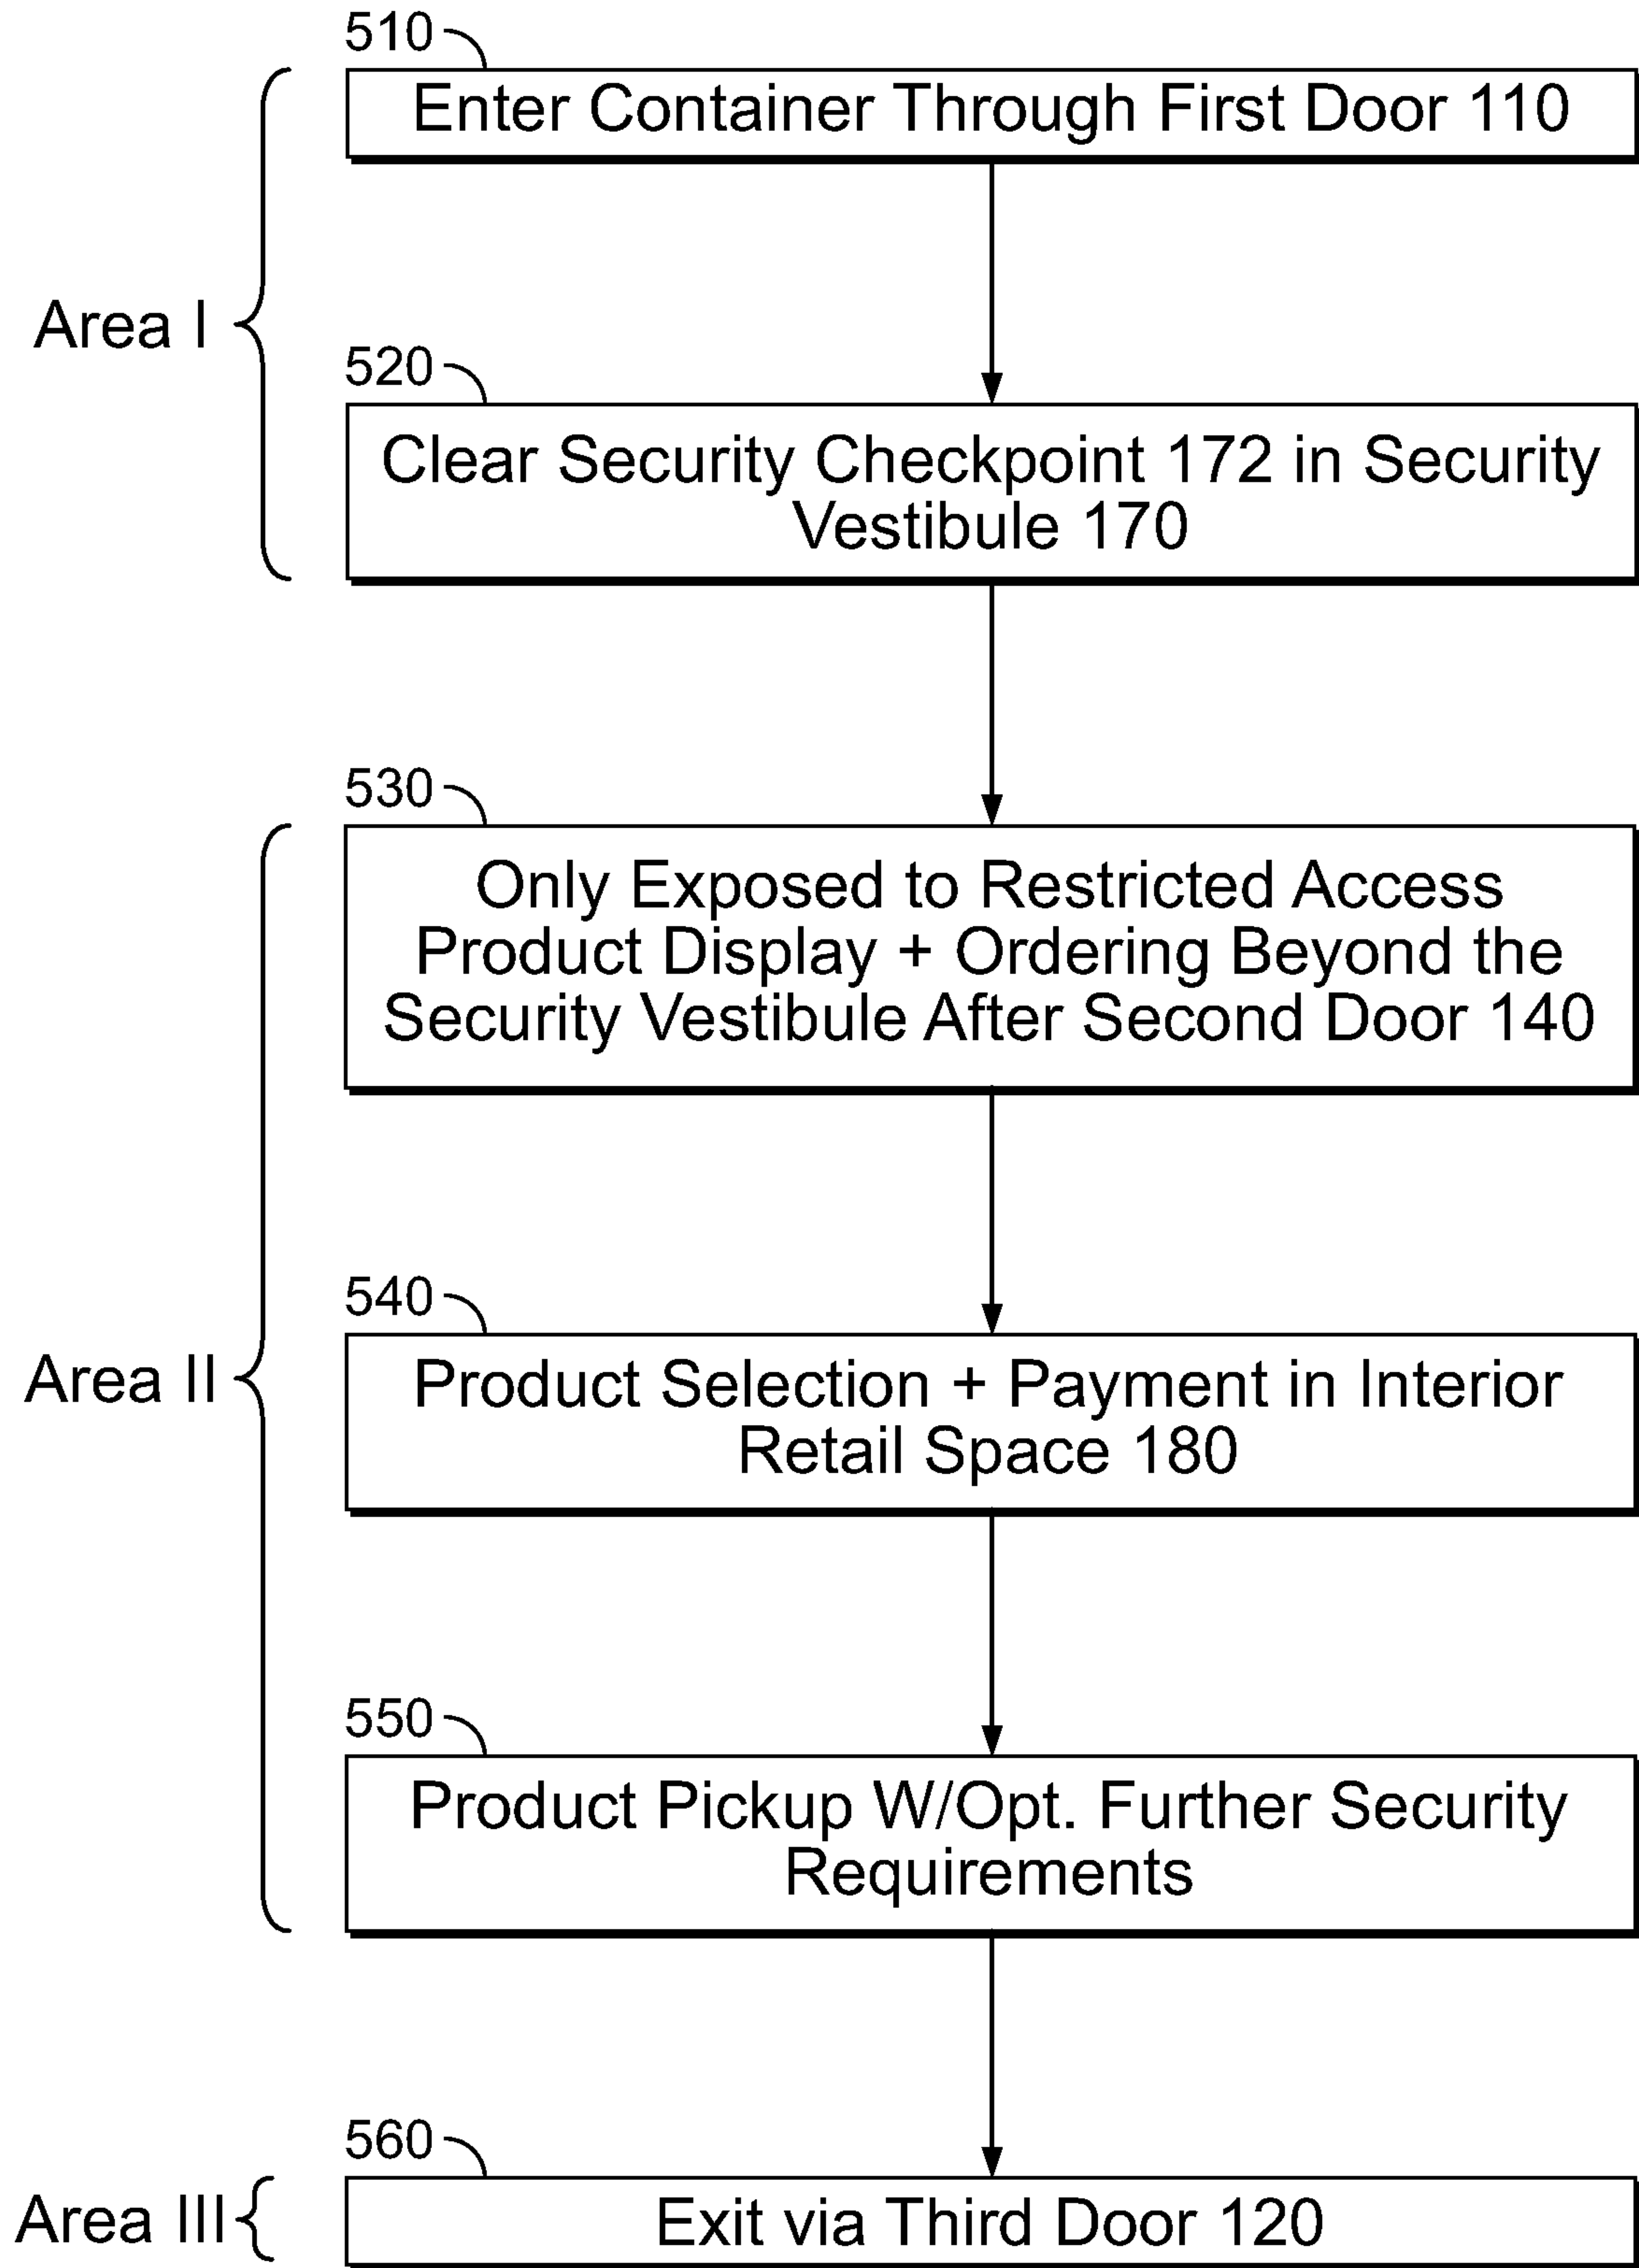 510
Enter Container Through First Door 110
Area I
520
Clear Security Checkpoint 172 in Security
Vestibule 170
530
Only Exposed to Restricted Access
Product Display + Ordering Beyond the
Security Vestibule After Second Door 140
540
Area II
Product Selection + Payment in Interior
Retail Space 180
550
Product Pickup W/Opt. Further Security
Requirements
560
Area III
Exit via Third Door 120